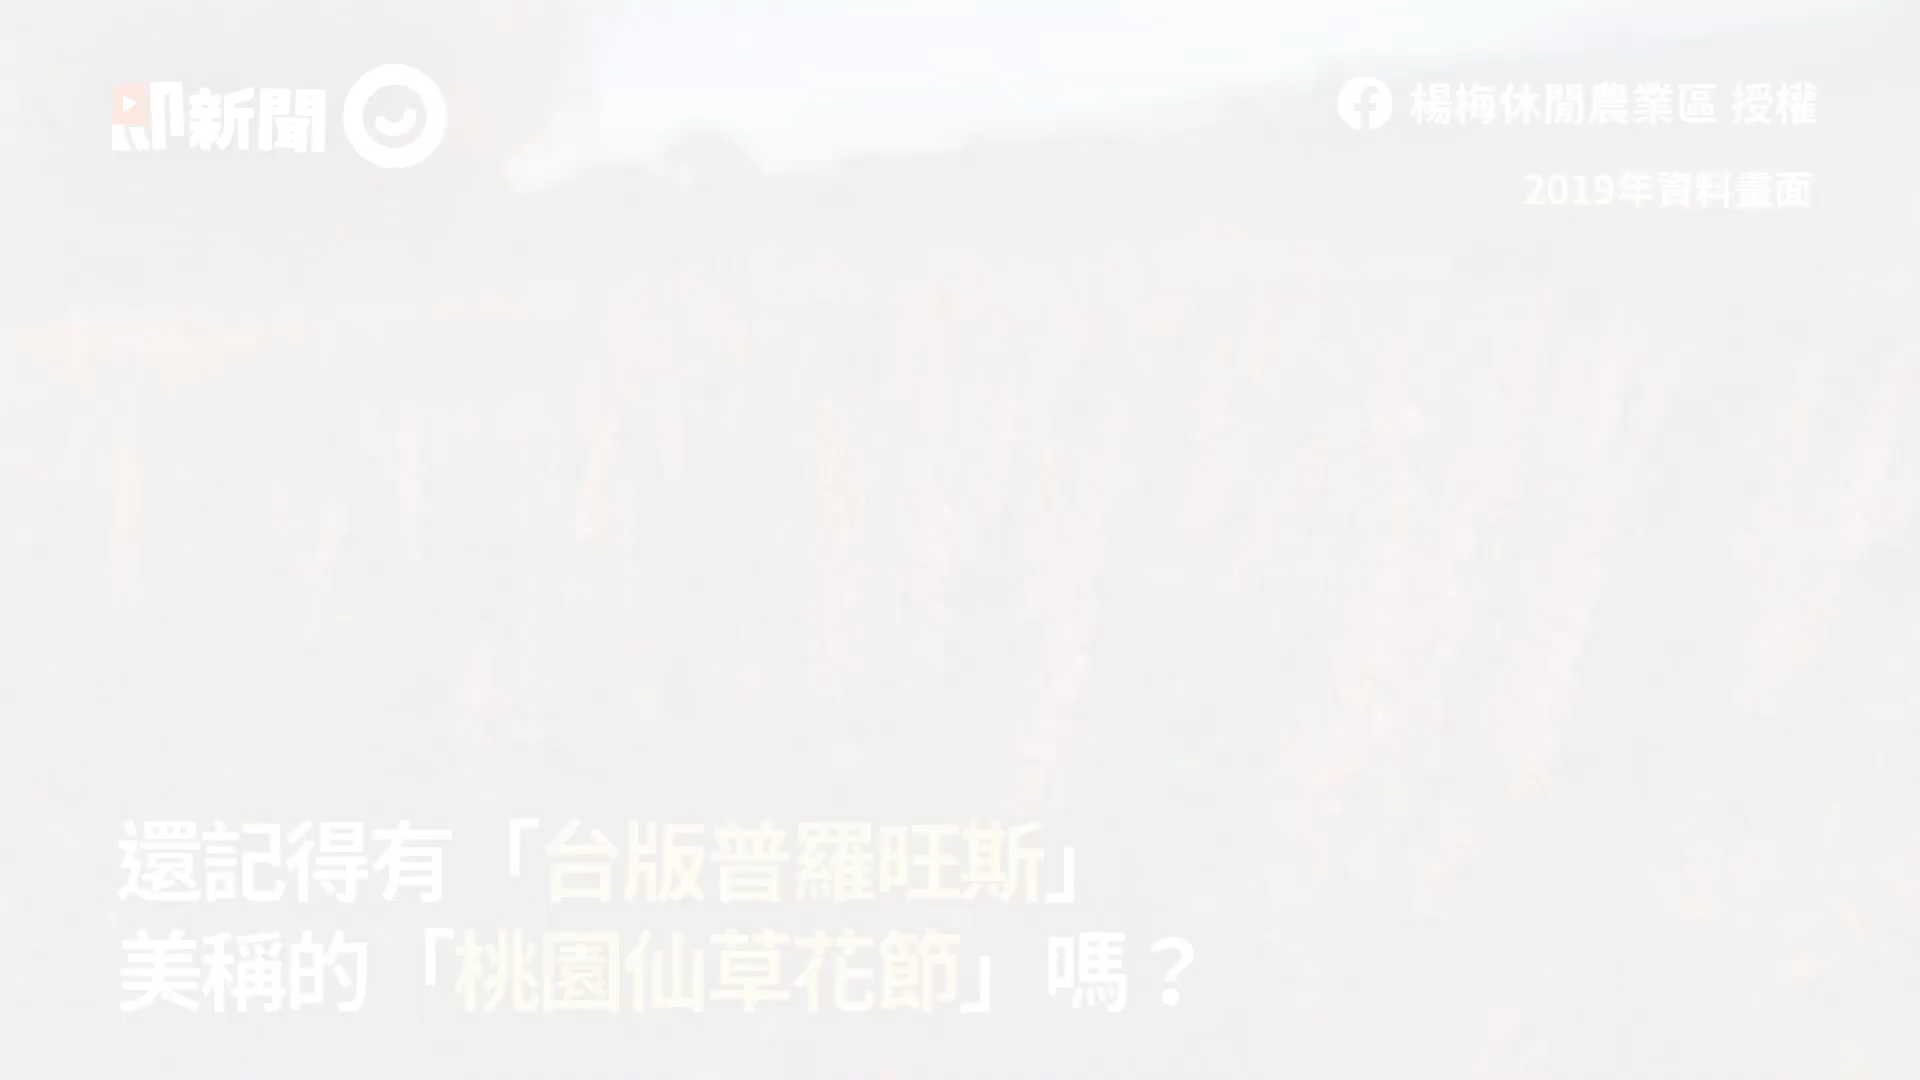 即新聞
楊梅休閒農業區 授權
2019年資料畫面
還記得有「台版普羅旺斯」
美稱的「桃園仙草花節」嗎？